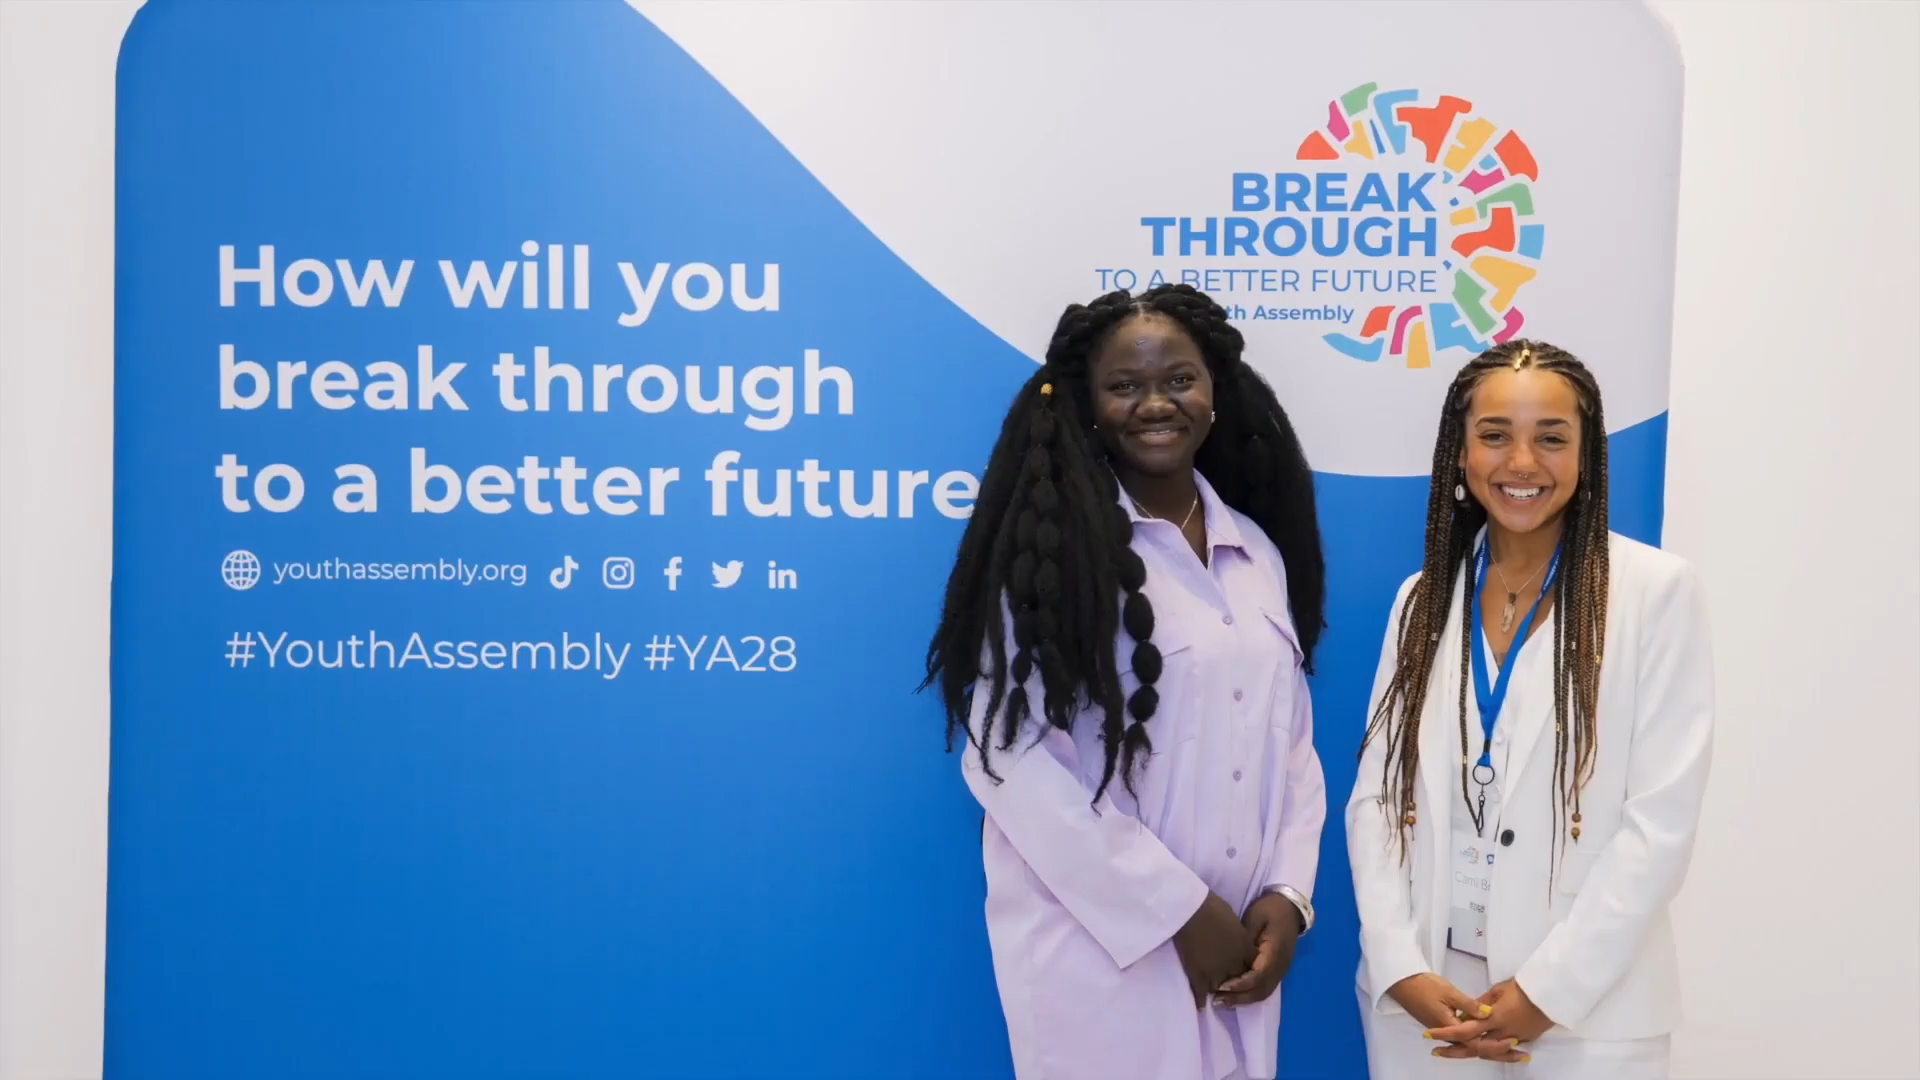 How will you
break through
to a better future
youthassembly.org
#YouthAssembly #YA28
BREAK
THROUGH
TO A BETTER FUTURE
Assembly